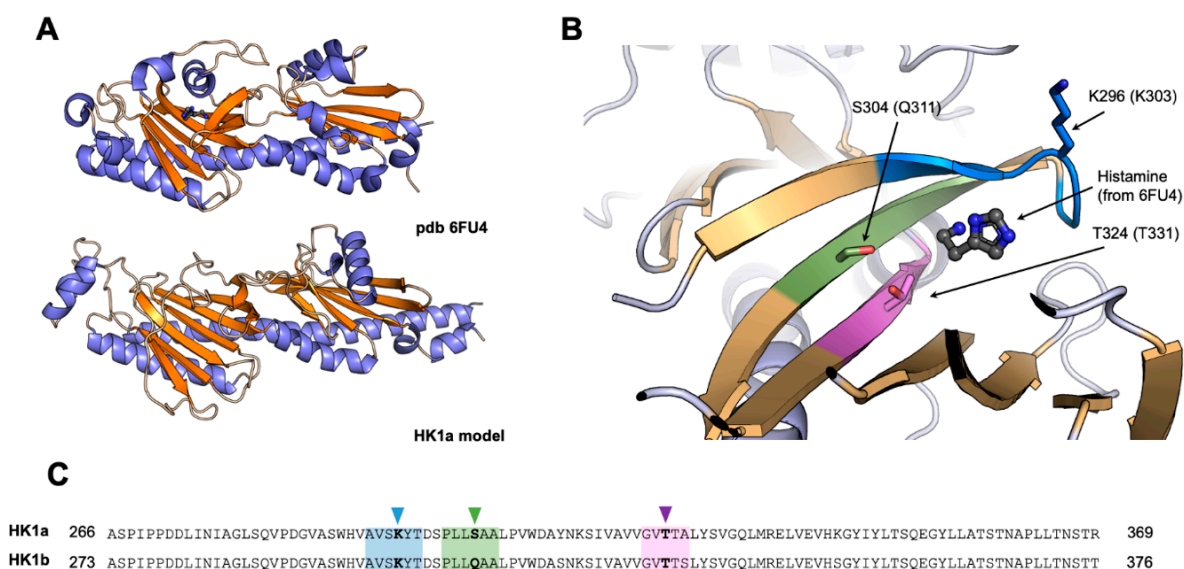 A
B
pdb 6FU4
HK1a model
S304 (Q311)
K296 (K303)
Histamine
(from 6FU4)
T324 (T331)
C
HK1a 266 ASPIPPDDLINIAGLSQVPDGVASWHVAVSKYTDSPLLSAALPVWDAYNKSIVAVVGVTTALYSVGQLMRELVEVHKGYIYLTSQEGYLLATSTNAPLLTNSTR 369
HK1b 273 ASPIPPDDLINIAGLSQVPDGVASWHVAVSKYTDSPLLQAALPVWDAYNKSIVAVVGVTTSLYSVGQLMRELVEVHKGYIYLTSQEGYLLATSTNAPLLTNSTR 376